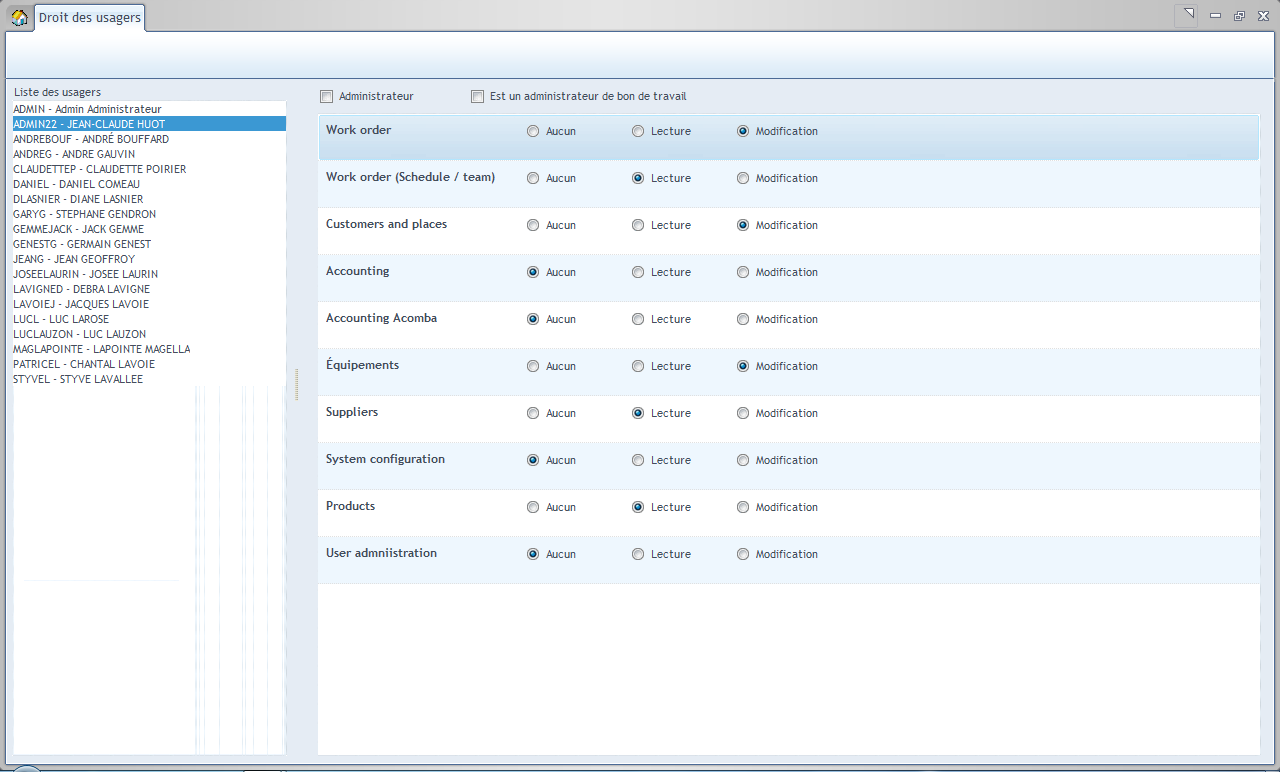 Droit des usagers
Liste des usagers
ADMIN - Admin Administrateur
ADMIN22 - JEAN-CLAUDE HUOT
ANDREBOUF - ANDRÉ BOUFFARD
ANDREG - ANDRE GAUVIN
CLAUDETTEP - CLAUDETTE POIRIER
DANIEL - DANIEL COMEAU
DLASNIER - DIANE LASNIER
GARYG - STEPHANE GENDRON
GEMMEJACK - JACK GEMME
GENESTG - GERMAIN GENEST
JEANG - JEAN GEOFFROY
JOSEELAURIN - JOSEE LAURIN
LAVIGNED - DEBRA LAVIGNE
LAVOIEJ - JACQUES LAVOIE
LUCL - LUC LAROSE
LUCLAUZON - LUC LAUZON
MAGLAPOINTE - LAPOINTE MAGELLA
PATRICEL - CHANTAL LAVOIE
STYVEL - STYVE LAVALLEE
Administrateur Est un administrateur de bon de travail
Work order Aucun Lecture Modification
Work order (Schedule / team) Aucun Lecture Modification
Customers and places Aucun Lecture Modification
Accounting Aucun Lecture Modification
Accounting Acomba Aucun Lecture Modification
Équipements Aucun Lecture Modification
Suppliers Aucun Lecture Modification
System configuration Aucun Lecture Modification
Products Aucun Lecture Modification
User admniistration Aucun Lecture Modification